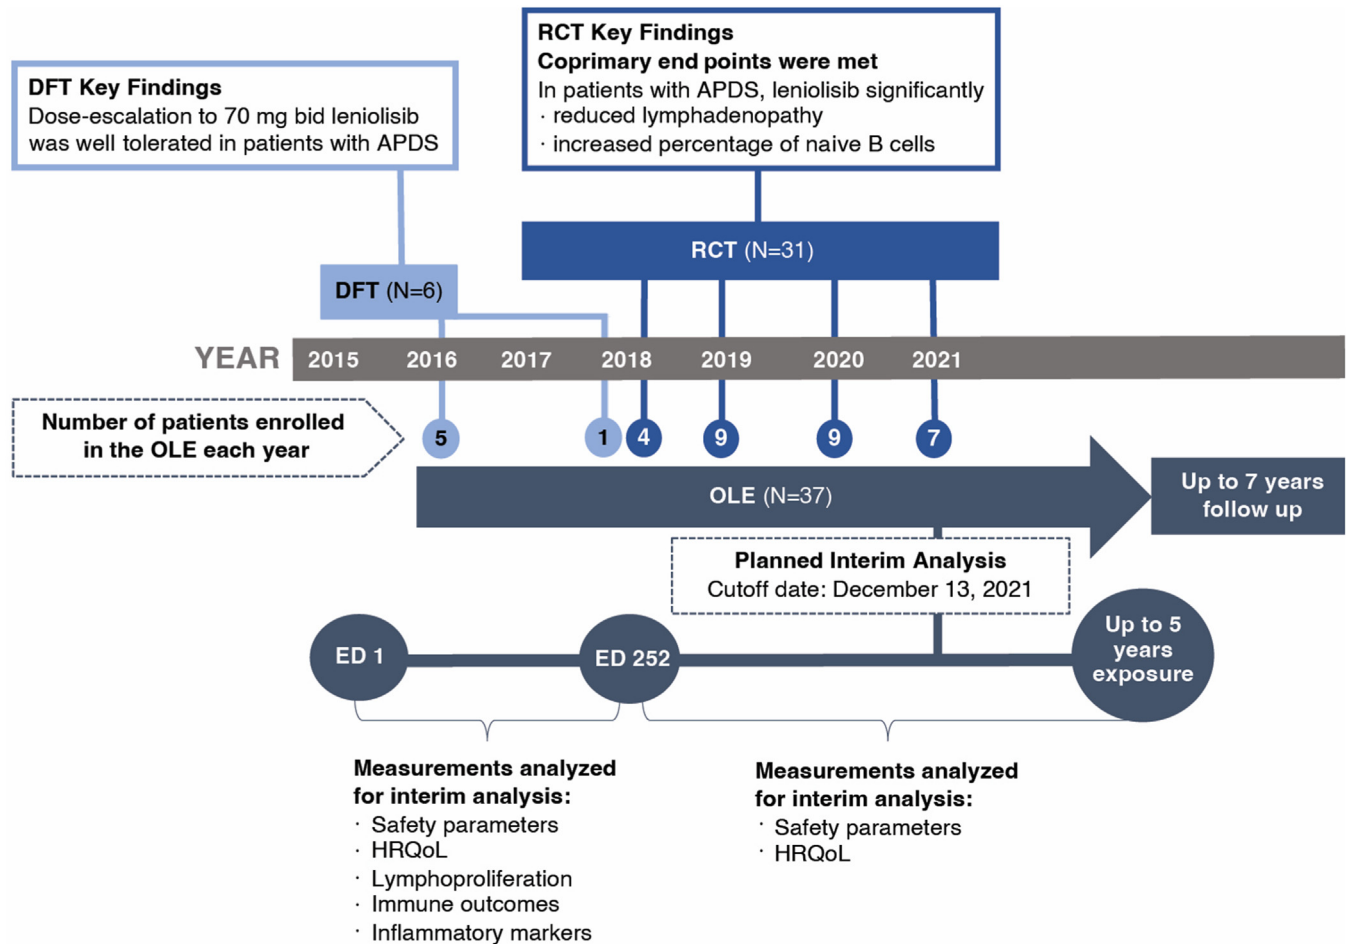 DFT Key Findings
Dose-escalation to 70 mg bid leniolisib
was well tolerated in patients with APDS
RCT Key Findings
Coprimary end points were met
In patients with APDS, leniolisib significantly
· reduced lymphadenopathy
· increased percentage of naive B cells
RCT (N=31)
DFT (N=6)
YEAR 2015 2016 2017 2018 2019 2020 2021
Number of patients enrolled
in the OLE each year
5 1 4 9 9 7
OLE (N=37)
Up to 7 years
follow up
Planned Interim Analysis
Cutoff date: December 13, 2021
ED 1
ED 252
Up to 5
years
exposure
Measurements analyzed
for interim analysis:
· Safety parameters
· HRQoL
· Lymphoproliferation
· Immune outcomes
· Inflammatory markers
Measurements analyzed
for interim analysis:
· Safety parameters
· HRQoL